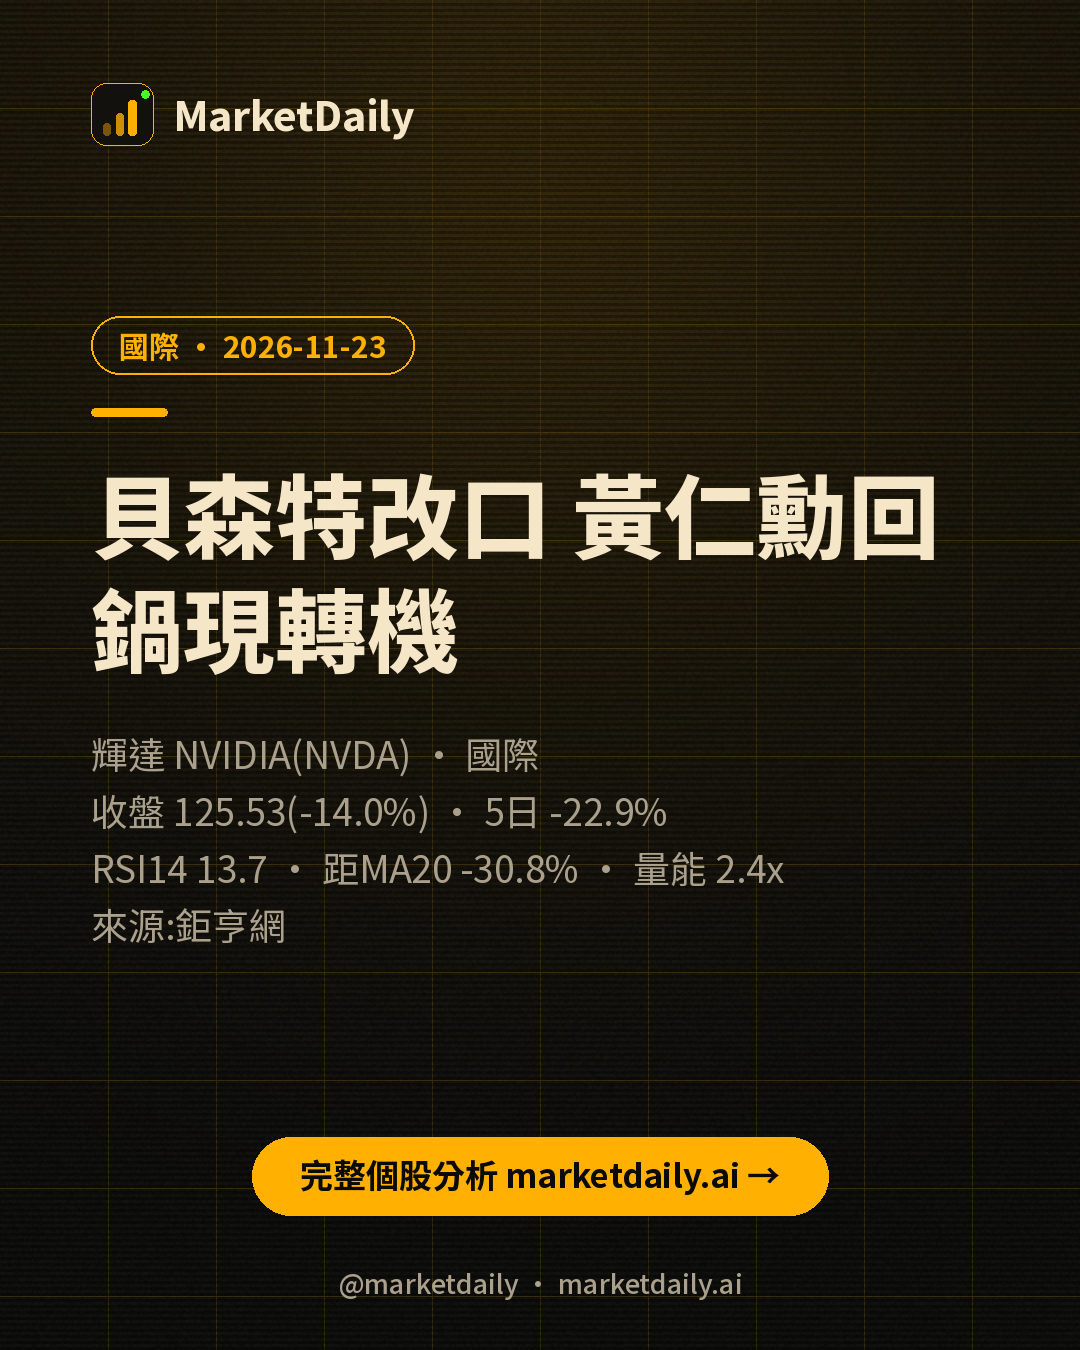 MarketDaily
國際 • 2026-11-23
貝森特改口 黃仁勳回
鍋現轉機
輝達 NVIDIA(NVDA) • 國際
收盤 125.53(-14.0%) • 5日 -22.9%
RSI14 13.7 • 距MA20 -30.8% • 量能 2.4x
來源:鉅亨網
完整個股分析 marketdaily.ai →
@marketdaily • marketdaily.ai